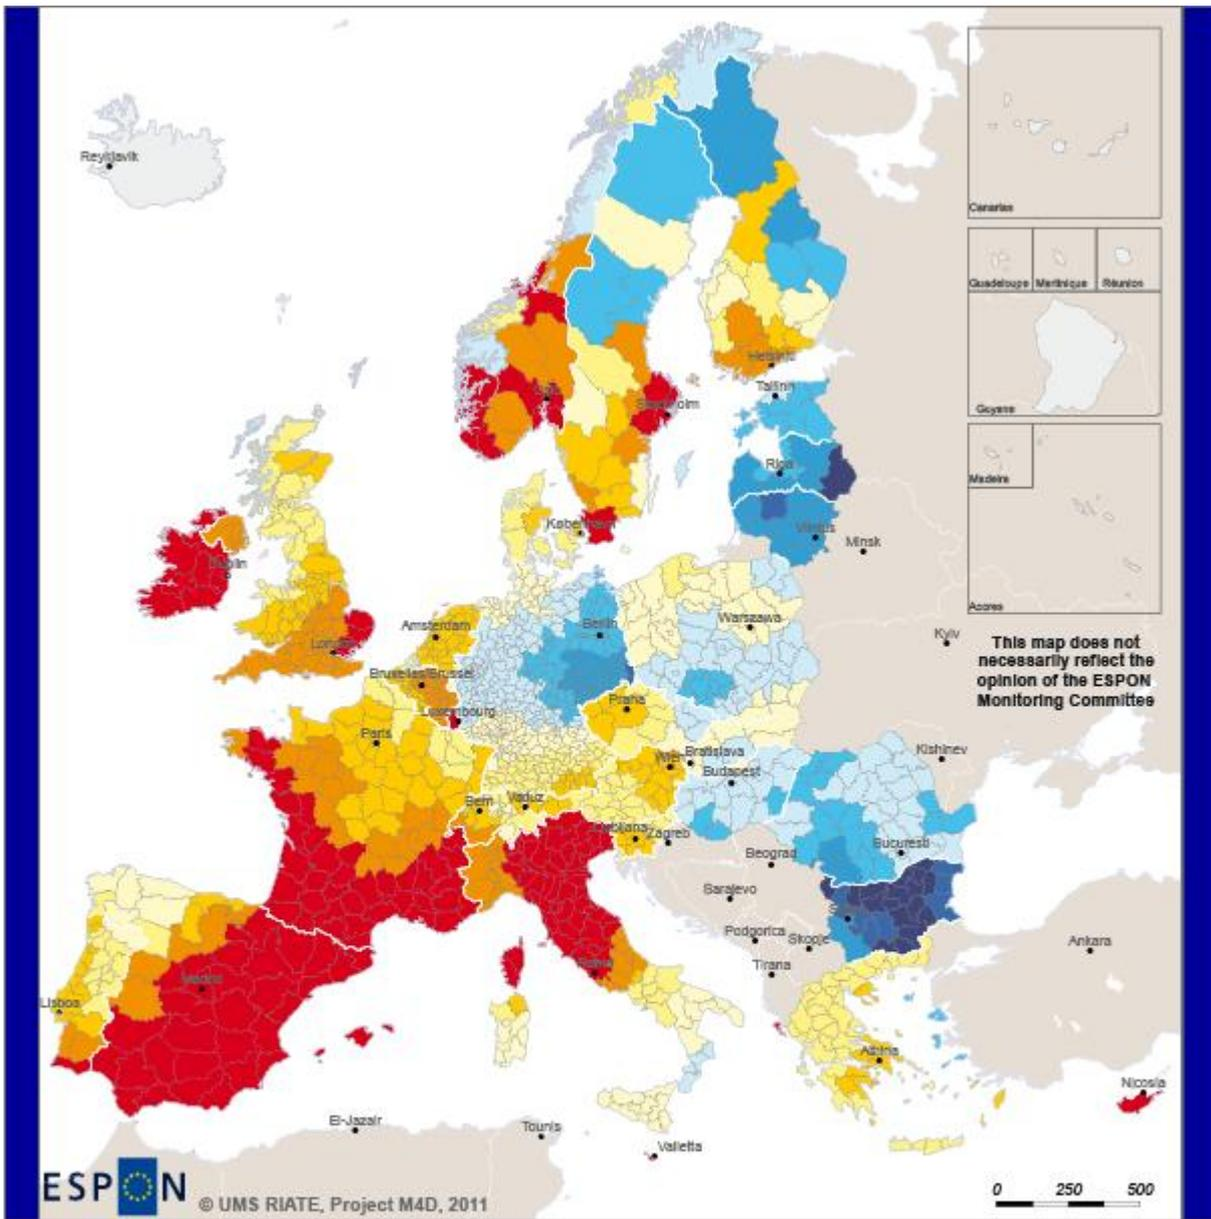 Reykjavik
Canarias
Guadeloupe
Martinique
Réunion
Helsinki
Tallinn
Guyane
Stockholm
Riga
Madeira
København
Vilnius
Minsk
Dublin
Acores
Amsterdam
Berlin
Warszawa
Kyiv
London
This map does not
necessarily reflect the
opinion of the ESPON
Monitoring Committee
Bruxelles/Brussel
Praha
Luxembourg
Paris
Wien
Bratislava
Kishinev
Budapest
Bern
Vaduz
Ljubljana
Zagreb
Bucuresti
Beograd
Sarajevo
Podgorica
Skopje
Ankara
Roma
Tirana
Madrid
Lisboa
Athina
Nicosia
El-Jazair
Tounis
Valletta
ESPON
© UMS RIATE, Project M4D, 2011
0 250 500